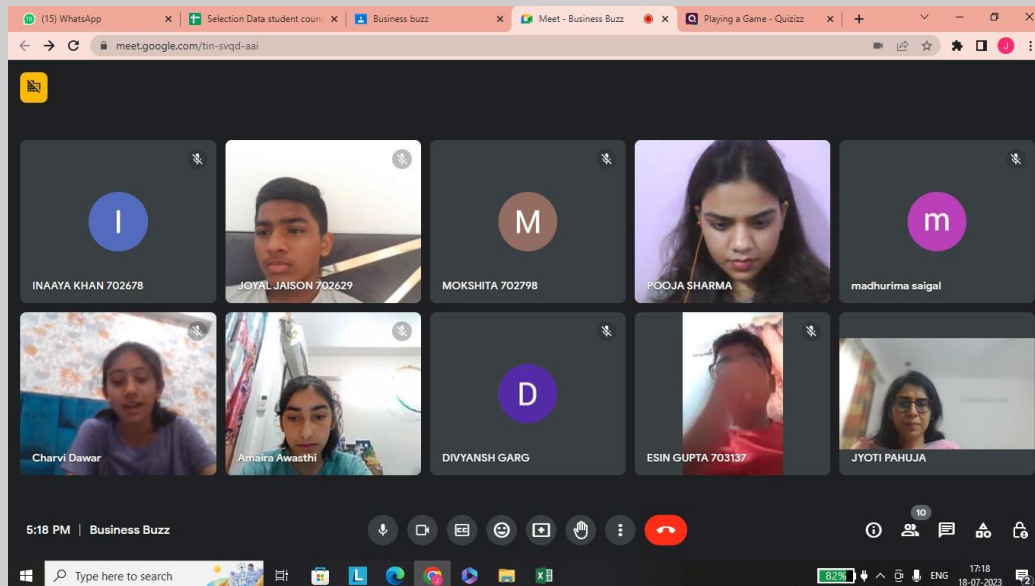 (15) WhatsApp
Selection Data student coun
Business buzz
Meet - Business Buzz
Playing a Game - Quizizz
meet.google.com/tin-svqd-aai
J
I
M
m
INAAYA KHAN 702678
JOYAL JAISON 702629
MOKSHITA 702798
POOJA SHARMA
madhurima saigal
D
Charvi Dawar
Amaira Awasthi
DIVYANSH GARG
ESIN GUPTA 703137
JYOTI PAHUJA
10
5:18 PM | Business Buzz
Type here to search
L
82%
ENG
17:18
18-07-2023
2